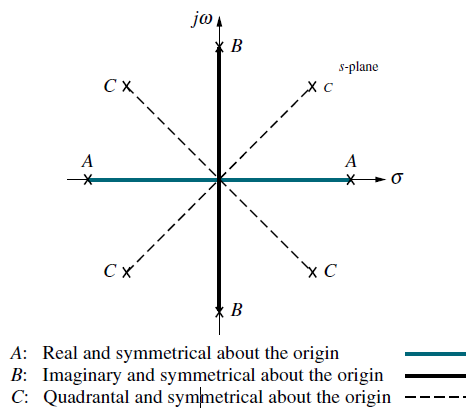 jω
B
s-plane
C
C
A
A
σ
C
C
B
A: Real and symmetrical about the origin
B: Imaginary and symmetrical about the origin
C: Quadrantal and symmetrical about the origin